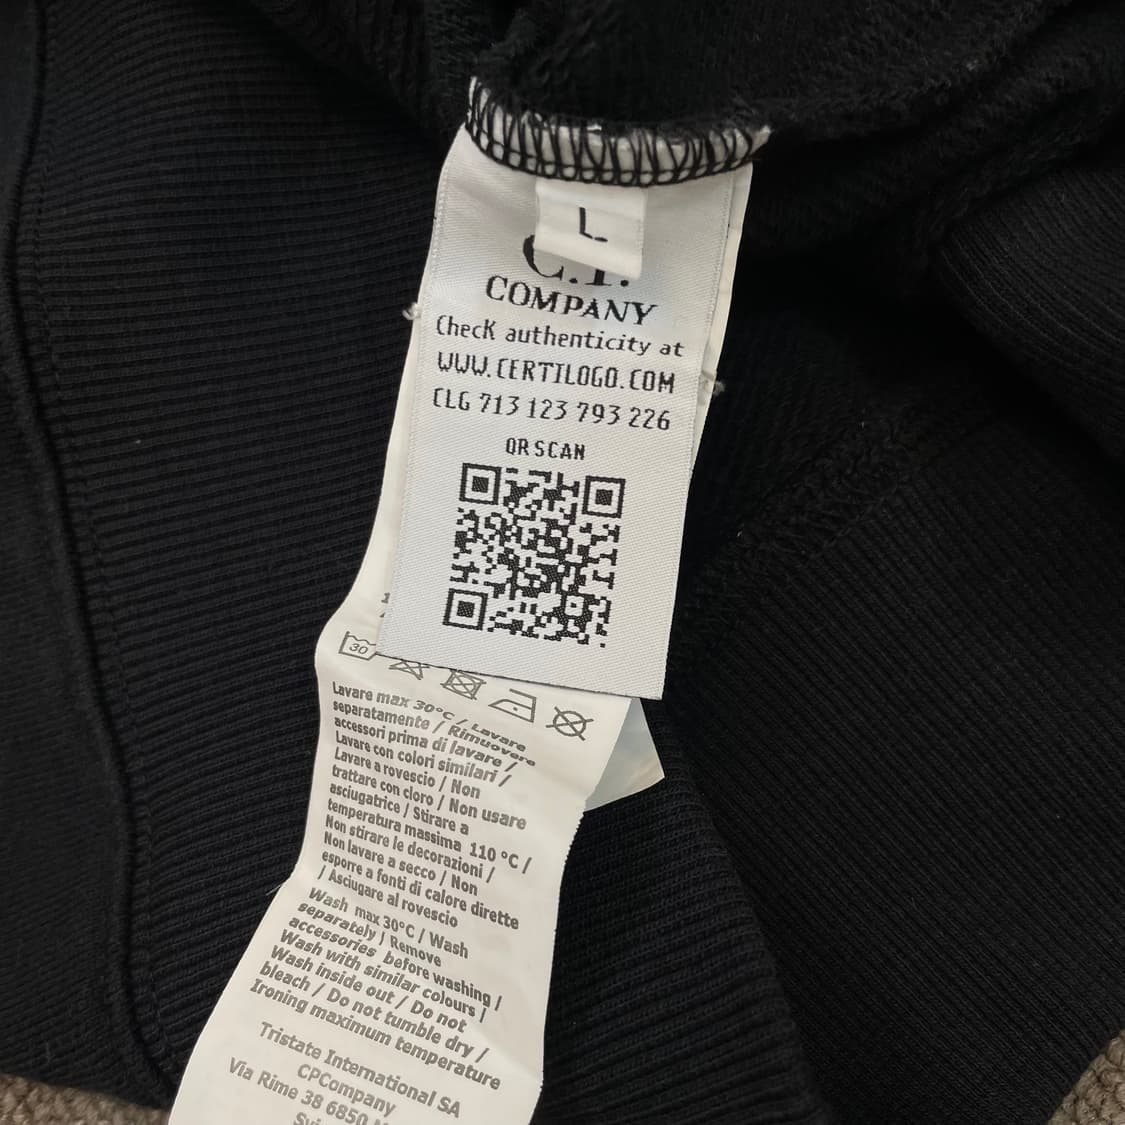 L
C.P.
COMPANY
Check authenticity at
WWW.CERTILOGO.COM
CLG 713 123 793 226
QR SCAN
30
Lavare max 30°C / Lavare
separatamente / Rimuovere
accessori prima di lavare /
Lavare con colori similari /
Lavare a rovescio / Non
trattare con cloro / Non usare
asciugatrice / Stirare a
temperatura massima 110 °C /
Non stirare le decorazioni /
Non lavare a secco / Non
esporre a fonti di calore dirette
/ Asciugare al rovescio
Wash max 30°C / Wash
separately / Remove
accessories before washing /
Wash with similar colours /
Wash inside out / Do not
bleach / Do not tumble dry /
Ironing maximum temperature
Tristate International SA
CPCompany
Via Rime 38 6850